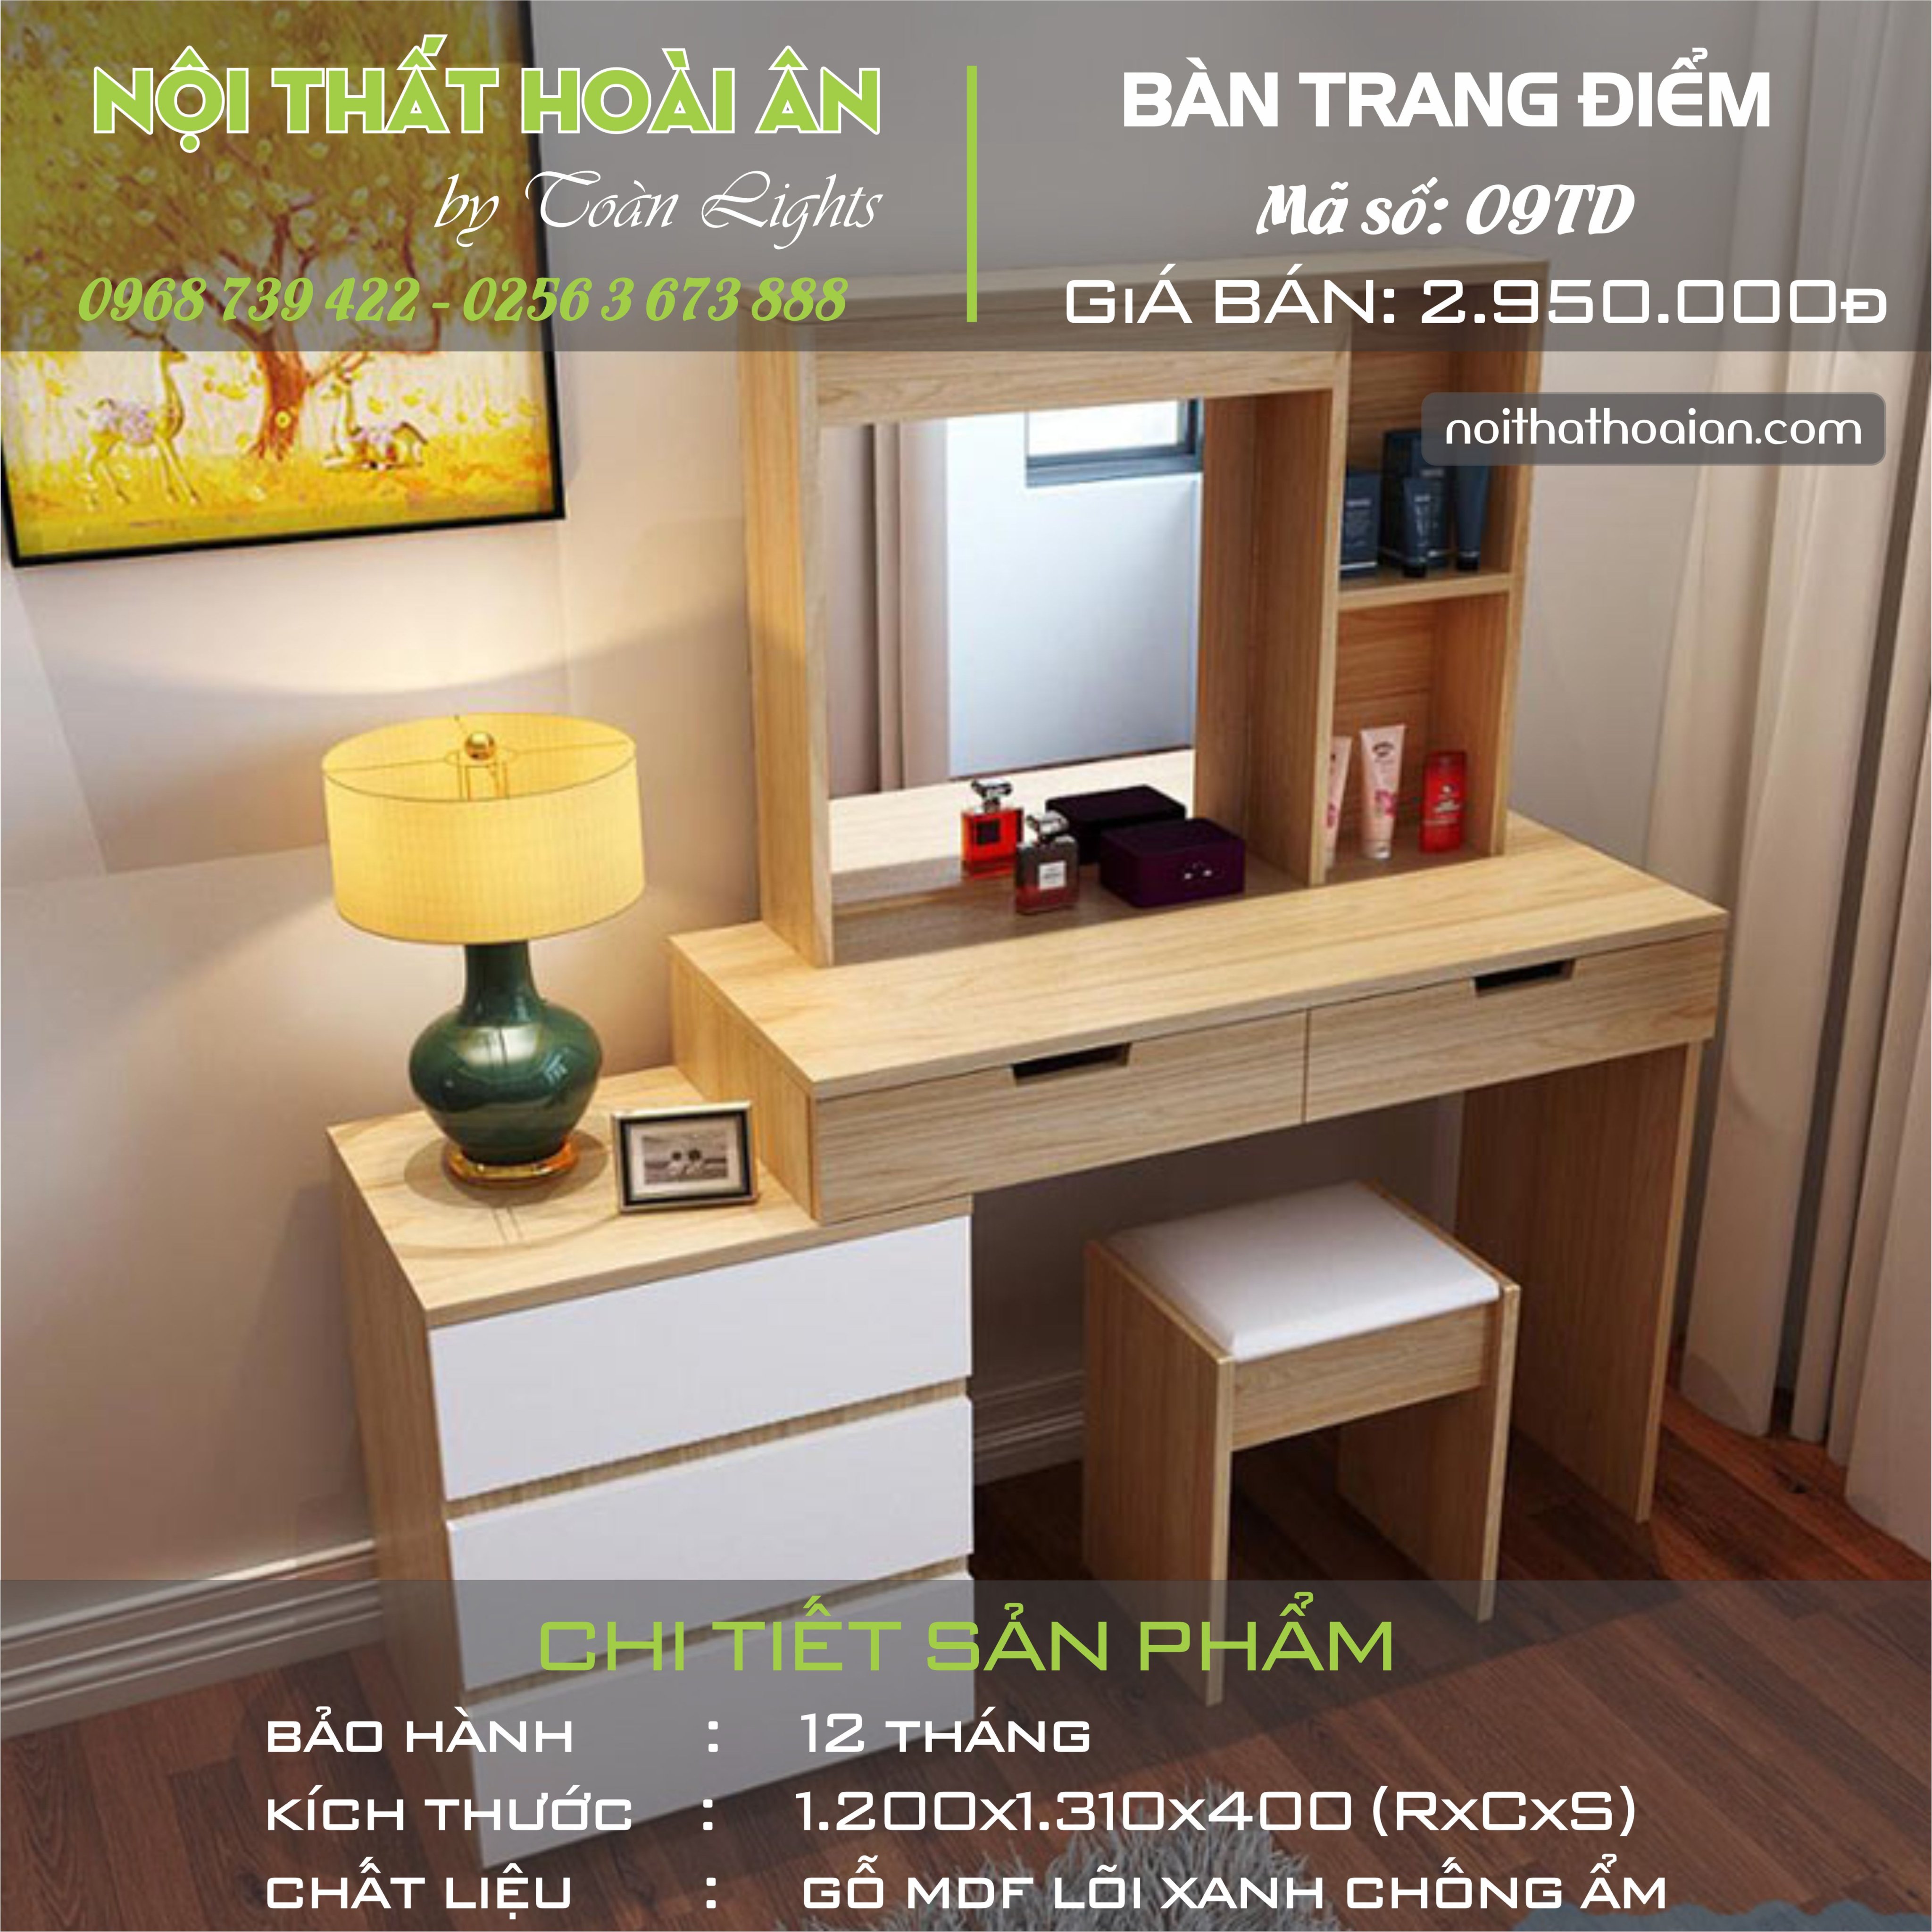 NỘI THẤT HOÀI ÂN
by Toàn Lights
0968 739 422 - 0256 3 673 888
BÀN TRANG ĐIỂM
Mã số: 09TD
GIÁ BÁN: 2.950.000Đ
noithathoaian.com
CHI TIẾT SẢN PHẨM
BẢO HÀNH : 12 THÁNG
KÍCH THƯỚC : 1.200x1.310x400 (RxCxS)
CHẤT LIỆU : GỖ MDF LÕI XANH CHỐNG ẨM